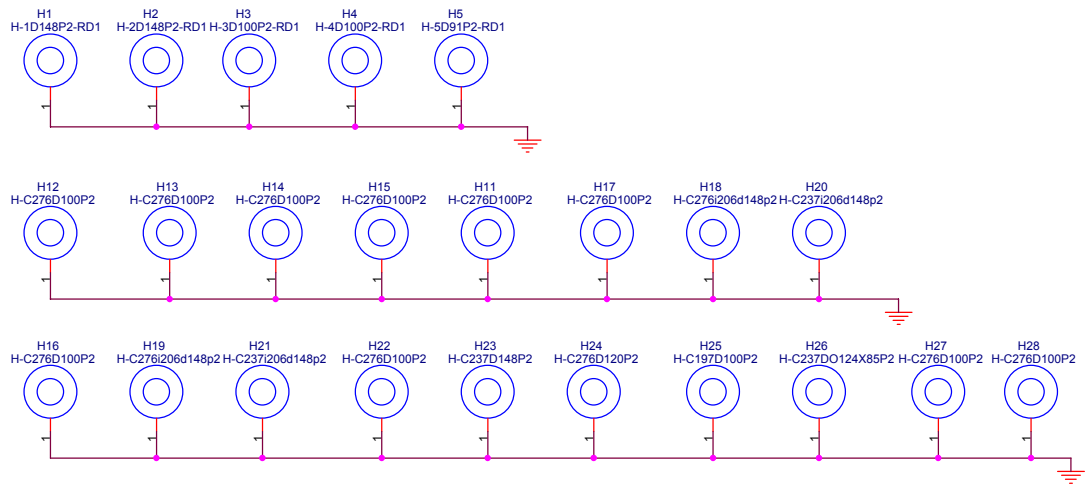 H1 H2 H3 H4 H5
H-1D148P2-RD1 H-2D148P2-RD1 H-3D100P2-RD1 H-4D100P2-RD1 H-5D91P2-RD1
1 1 1 1 1
H12 H13 H14 H15 H11 H17 H18 H20
H-C276D100P2 H-C276D100P2 H-C276D100P2 H-C276D100P2 H-C276D100P2 H-C276D100P2 H-C276i206d148p2 H-C237i206d148p2
1 1 1 1 1 1 1 1
H16 H19 H21 H22 H23 H24 H25 H26 H27 H28
H-C276D100P2 H-C276i206d148p2 H-C237i206d148p2 H-C276D100P2 H-C237D148P2 H-C276D120P2 H-C197D100P2 H-C237DO124X85P2 H-C276D100P2 H-C276D100P2
1 1 1 1 1 1 1 1 1 1